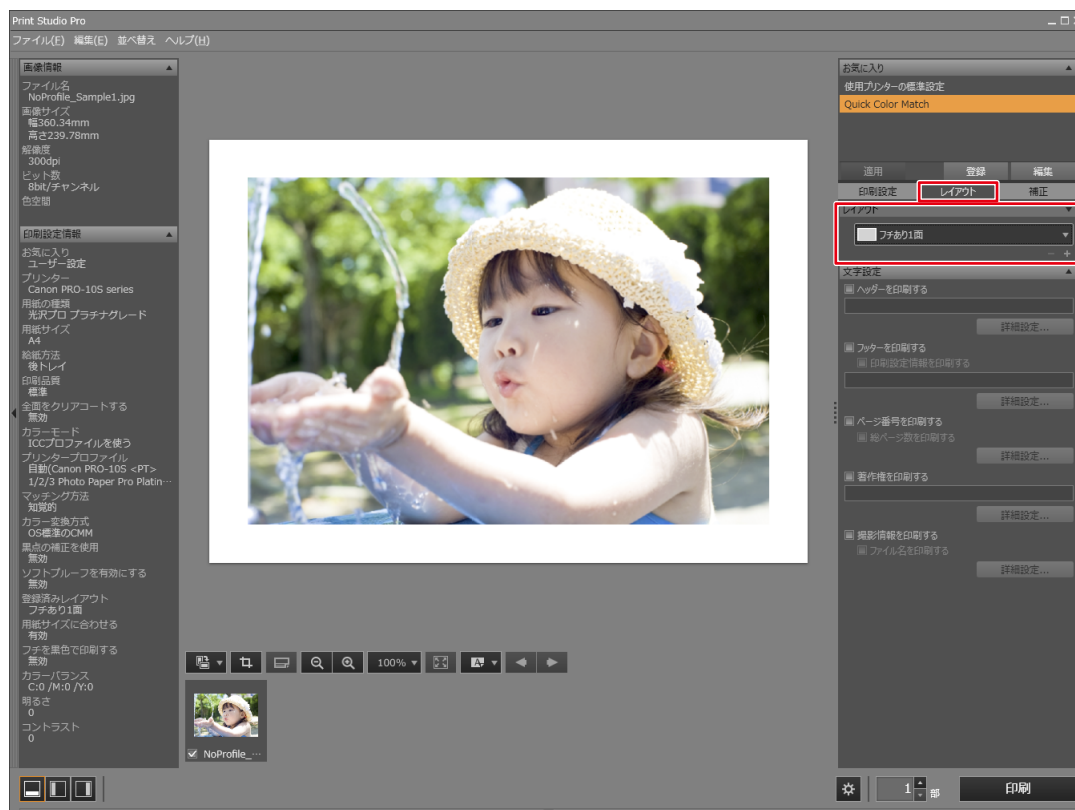 Print Studio Pro
ファイル(F) 編集(E) 並べ替え ヘルプ(H)
画像情報
ファイル名
NoProfile_Sample1.jpg
画像サイズ
幅360.34mm
高さ239.78mm
解像度
300dpi
ビット数
8bit/チャンネル
色空間
印刷設定情報
お気に入り
ユーザー設定
プリンター
Canon PRO-10S series
用紙の種類
光沢プロ プラチナグレード
用紙サイズ
A4
給紙方法
後トレイ
印刷品質
標準
全面をクリアコートする
無効
カラーモード
ICCプロファイルを使う
プリンタープロファイル
自動(Canon PRO-10S <PT>
1/2/3 Photo Paper Pro Platin…
マッチング方法
知覚的
カラー変換方式
OS標準のCMM
黒点の補正を使用
無効
ソフトプルーフを有効にする
無効
登録済みレイアウト
フチあり1面
用紙サイズに合わせる
有効
フチを黒色で印刷する
無効
カラーバランス
C:0 /M:0 /Y:0
明るさ
0
コントラスト
0
100%
NoProfile_…
お気に入り
使用プリンターの標準設定
Quick Color Match
適用 登録 編集
印刷設定 レイアウト 補正
レイアウト
フチあり1面
文字設定
ヘッダーを印刷する
詳細設定...
フッターを印刷する
印刷設定情報を印刷する
詳細設定...
ページ番号を印刷する
総ページ数を印刷する
詳細設定...
著作権を印刷する
詳細設定...
撮影情報を印刷する
ファイル名を印刷する
詳細設定...
1 部 印刷